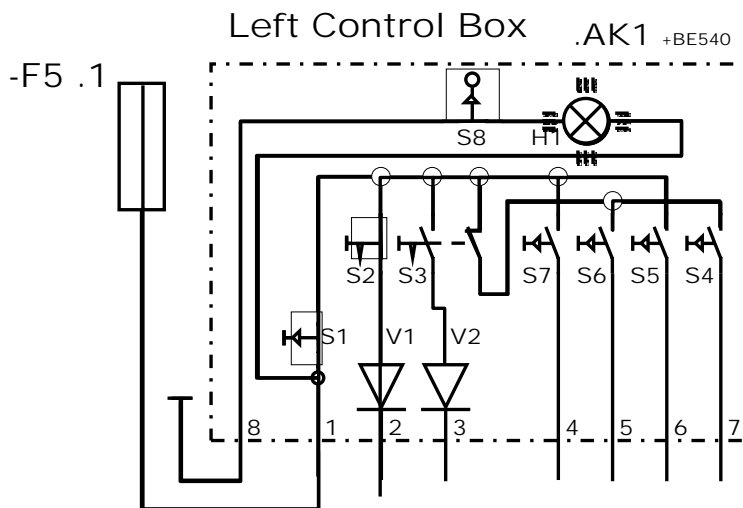 Left Control Box
.AK1 +BE540
-F5 .1
S8
H1
S2
S3
S7
S6
S5
S4
S1
V1
V2
8
1
2
3
4
5
6
7